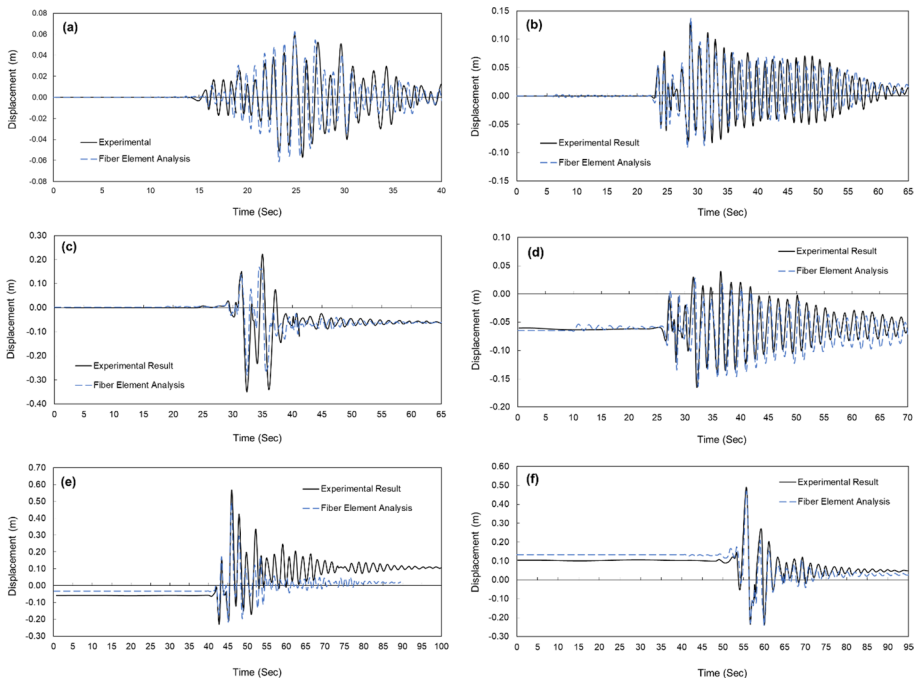 (a)
0.08
0.06
0.04
0.02
0.00
-0.02
-0.04
-0.06
-0.08
Displacement (m)
Experimental
Fiber Element Analysis
0 5 10 15 20 25 30 35 40
Time (Sec)
(b)
0.15
0.10
0.05
0.00
-0.05
-0.10
-0.15
Displacement (m)
Experimental Result
Fiber Element Analysis
0 5 10 15 20 25 30 35 40 45 50 55 60 65
Time (Sec)
(c)
0.30
0.20
0.10
0.00
-0.10
-0.20
-0.30
-0.40
Displacement (m)
Experimental Result
Fiber Element Analysis
0 5 10 15 20 25 30 35 40 45 50 55 60 65
Time (Sec)
(d)
0.10
0.05
0.00
-0.05
-0.10
-0.15
-0.20
Displacement (m)
Experimental Result
Fiber Element Analysis
0 5 10 15 20 25 30 35 40 45 50 55 60 65 70
Time (Sec)
(e)
0.70
0.60
0.50
0.40
0.30
0.20
0.10
0.00
-0.10
-0.20
-0.30
Displacement (m)
Experimental Result
Fiber Element Analysis
0 5 10 15 20 25 30 35 40 45 50 55 60 65 70 75 80 85 90 95 100
Time (Sec)
(f)
0.60
0.50
0.40
0.30
0.20
0.10
0.00
-0.10
-0.20
-0.30
Displacement (m)
Experimental Result
Fiber Element Analysis
0 5 10 15 20 25 30 35 40 45 50 55 60 65 70 75 80 85 90 95
Time (Sec)